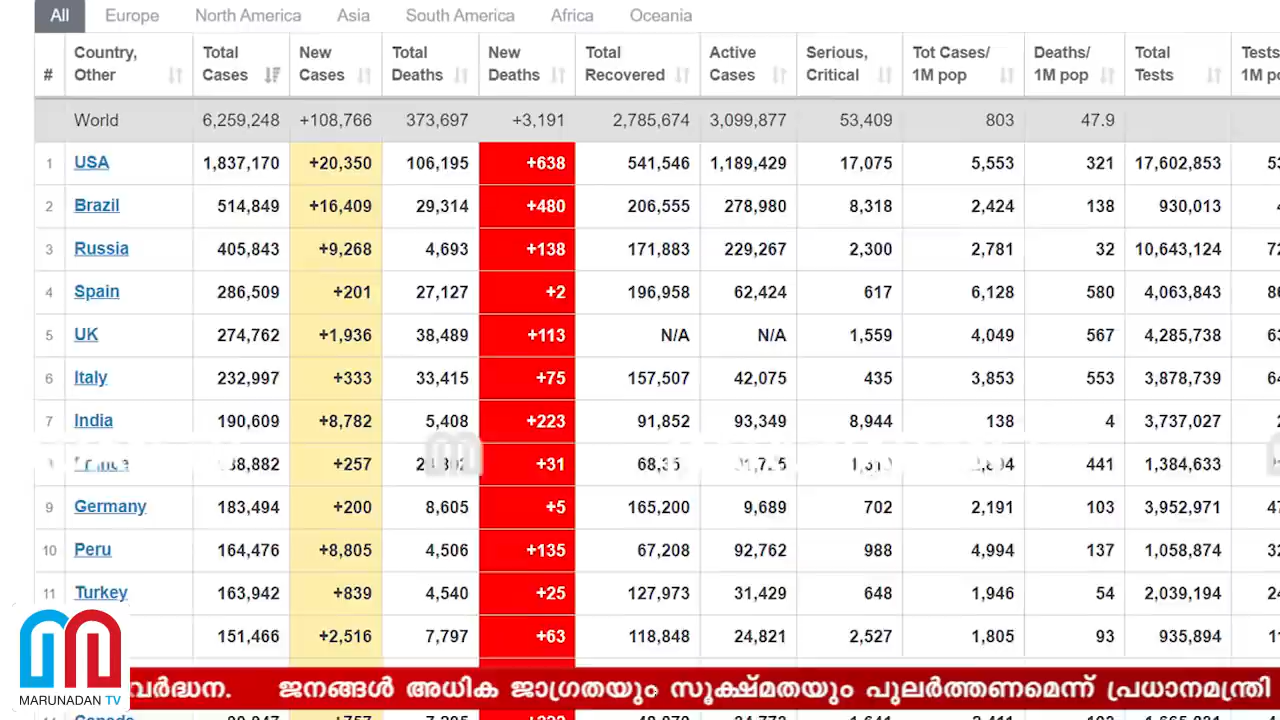 All Europe North America Asia South America Africa Oceania
# Country, Other Total Cases New Cases Total Deaths New Deaths Total Recovered Active Cases Serious, Critical Tot Cases/ 1M pop Deaths/ 1M pop Total Tests
World 6,259,248 +108,766 373,697 +3,191 2,785,674 3,099,877 53,409 803 47.9
1 USA 1,837,170 +20,350 106,195 +638 541,546 1,189,429 17,075 5,553 321 17,602,853
2 Brazil 514,849 +16,409 29,314 +480 206,555 278,980 8,318 2,424 138 930,013
3 Russia 405,843 +9,268 4,693 +138 171,883 229,267 2,300 2,781 32 10,643,124
4 Spain 286,509 +201 27,127 +2 196,958 62,424 617 6,128 580 4,063,843
5 UK 274,762 +1,936 38,489 +113 N/A N/A 1,559 4,049 567 4,285,738
6 Italy 232,997 +333 33,415 +75 157,507 42,075 435 3,853 553 3,878,739
7 India 190,609 +8,782 5,408 +223 91,852 93,349 8,944 138 4 3,737,027
+257 +31 441 1,384,633
9 Germany 183,494 +200 8,605 +5 165,200 9,689 702 2,191 103 3,952,971
10 Peru 164,476 +8,805 4,506 +135 67,208 92,762 988 4,994 137 1,058,874
11 Turkey 163,942 +839 4,540 +25 127,973 31,429 648 1,946 54 2,039,194
151,466 +2,516 7,797 +63 118,848 24,821 2,527 1,805 93 935,894
MARUNADAN TV
വർദ്ധന. ജനങ്ങൾ അധിക ജാഗ്രതയും സൂക്ഷ്മതയും പുലർത്തണമെന്ന് പ്രധാനമന്ത്രി